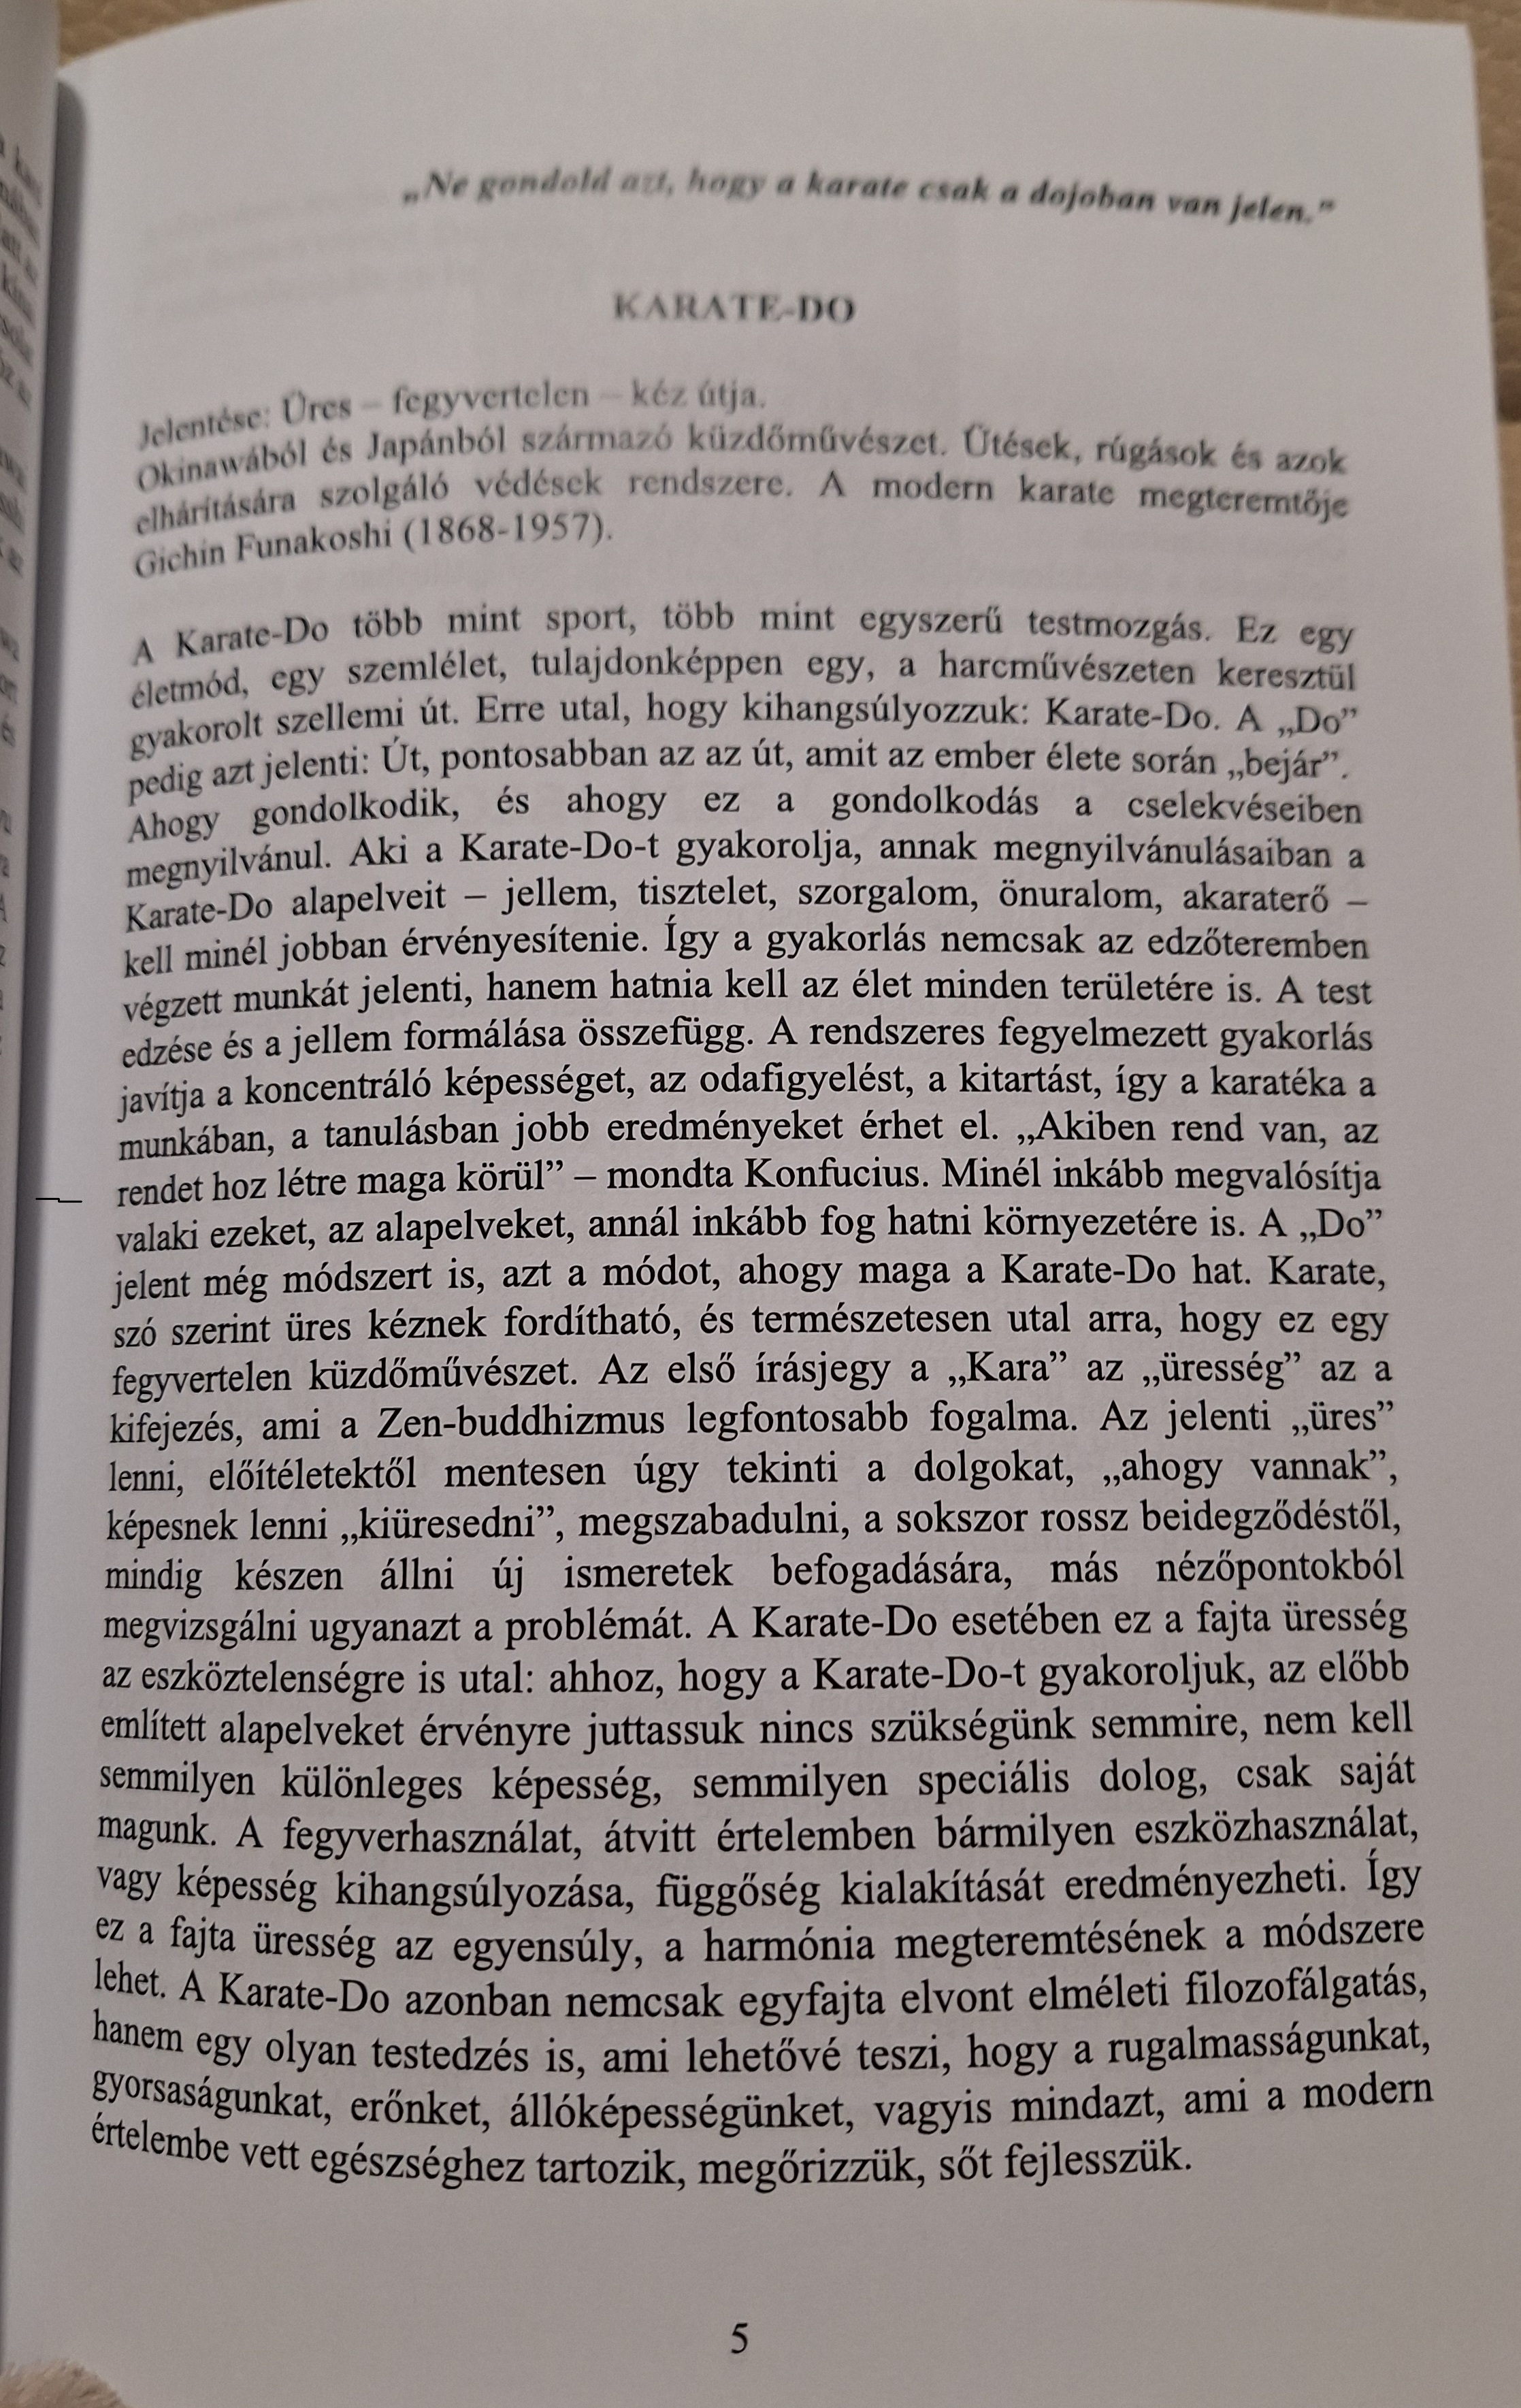 „Ne gondold azt, hogy a karate csak a dojoban van jelen.”
KARATE-DO
Jelentése: Üres – fegyvertelen – kéz útja.
Okinawából és Japánból származó küzdőművészet. Ütések, rúgások és azok
elhárítására szolgáló védések rendszere. A modern karate megteremtője
Gichin Funakoshi (1868-1957).
A Karate-Do több mint sport, több mint egyszerű testmozgás. Ez egy
életmód, egy szemlélet, tulajdonképpen egy, a harcművészeten keresztül
gyakorolt szellemi út. Erre utal, hogy kihangsúlyozzuk: Karate-Do. A „Do”
pedig azt jelenti: Út, pontosabban az az út, amit az ember élete során „bejár”.
Ahogy gondolkodik, és ahogy ez a gondolkodás a cselekvéseiben
megnyilvánul. Aki a Karate-Do-t gyakorolja, annak megnyilvánulásaiban a
Karate-Do alapelveit – jellem, tisztelet, szorgalom, önuralom, akaraterő –
kell minél jobban érvényesítenie. Így a gyakorlás nemcsak az edzőteremben
végzett munkát jelenti, hanem hatnia kell az élet minden területére is. A test
edzése és a jellem formálása összefügg. A rendszeres fegyelmezett gyakorlás
javítja a koncentráló képességet, az odafigyelést, a kitartást, így a karatéka a
munkában, a tanulásban jobb eredményeket érhet el. „Akiben rend van, az
rendet hoz létre maga körül” – mondta Konfucius. Minél inkább megvalósítja
valaki ezeket, az alapelveket, annál inkább fog hatni környezetére is. A „Do”
jelent még módszert is, azt a módot, ahogy maga a Karate-Do hat. Karate,
szó szerint üres kéznek fordítható, és természetesen utal arra, hogy ez egy
fegyvertelen küzdőművészet. Az első írásjegy a „Kara” az „üresség” az a
kifejezés, ami a Zen-buddhizmus legfontosabb fogalma. Az jelenti „üres”
lenni, előítéletektől mentesen úgy tekinti a dolgokat, „ahogy vannak”,
képesnek lenni „kiüresedni”, megszabadulni, a sokszor rossz beidegződéstől,
mindig készen állni új ismeretek befogadására, más nézőpontokból
megvizsgálni ugyanazt a problémát. A Karate-Do esetében ez a fajta üresség
az eszköztelenségre is utal: ahhoz, hogy a Karate-Do-t gyakoroljuk, az előbb
említett alapelveket érvényre juttassuk nincs szükségünk semmire, nem kell
semmilyen különleges képesség, semmilyen speciális dolog, csak saját
magunk. A fegyverhasználat, átvitt értelemben bármilyen eszközhasználat,
vagy képesség kihangsúlyozása, függőség kialakítását eredményezheti. Így
ez a fajta üresség az egyensúly, a harmónia megteremtésének a módszere
lehet. A Karate-Do azonban nemcsak egyfajta elvont elméleti filozofálgatás,
hanem egy olyan testedzés is, ami lehetővé teszi, hogy a rugalmasságunkat,
gyorsaságunkat, erőnket, állóképességünket, vagyis mindazt, ami a modern
értelembe vett egészséghez tartozik, megőrizzük, sőt fejlesszük.
5